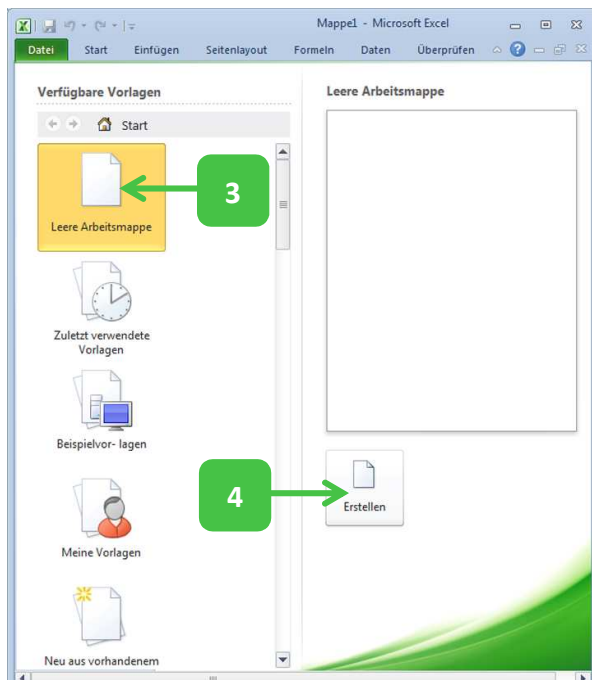 Mappe1 - Microsoft Excel
Datei Start Einfügen Seitenlayout Formeln Daten Überprüfen
Verfügbare Vorlagen
Leere Arbeitsmappe
Start
3
Leere Arbeitsmappe
Zuletzt verwendete
Vorlagen
Beispielvor- lagen
4
Erstellen
Meine Vorlagen
Neu aus vorhandenem